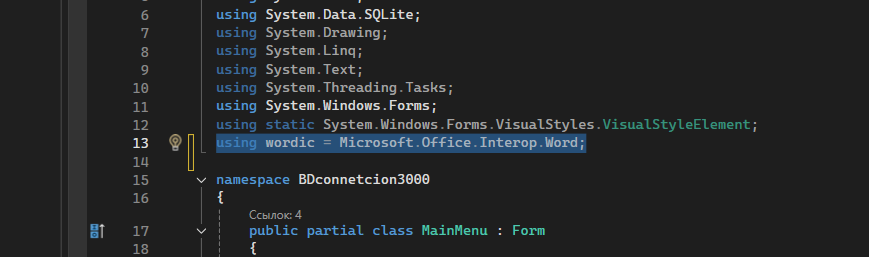 6 using System.Data.SQLite;
7 using System.Drawing;
8 using System.Linq;
9 using System.Text;
10 using System.Threading.Tasks;
11 using System.Windows.Forms;
12 using static System.Windows.Forms.VisualStyles.VisualStyleElement;
13 using wordic = Microsoft.Office.Interop.Word;
14
15 namespace BDconnetcion3000
16 {
Ссылок: 4
17 public partial class MainMenu : Form
18 {